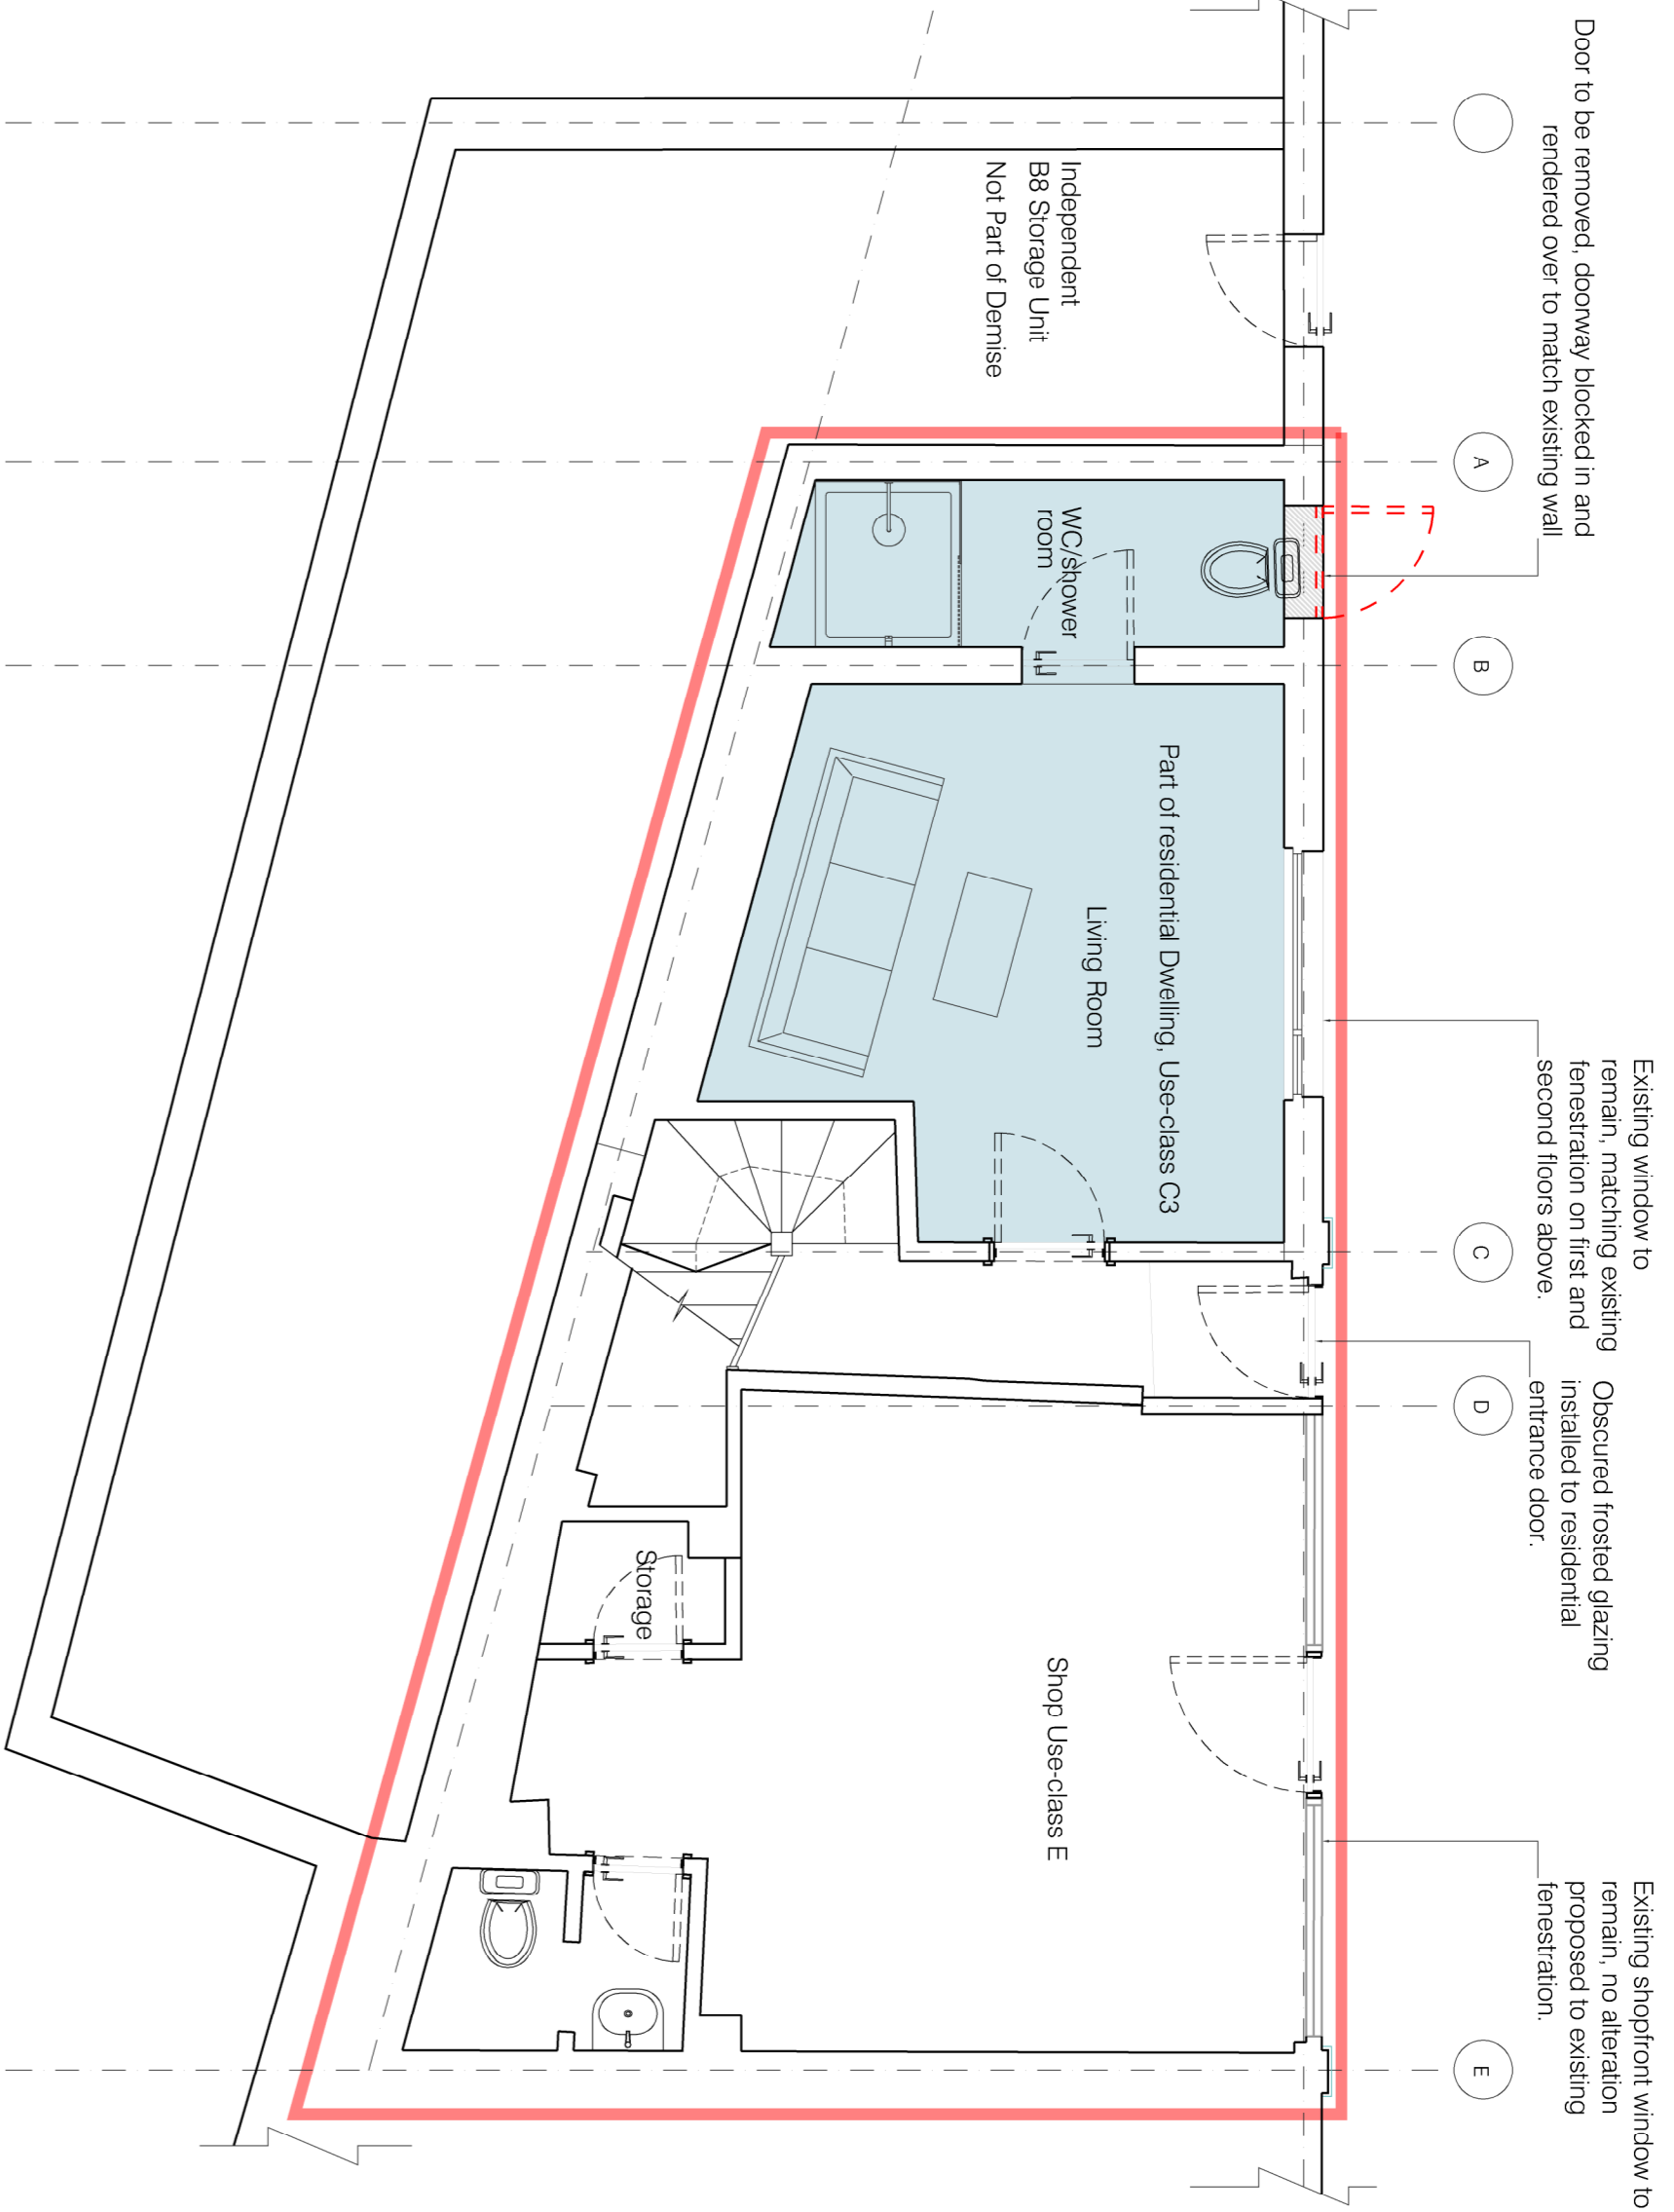 Door to be removed, doorway blocked in and
rendered over to match existing wall
Existing window to
remain, matching existing
fenestration on first and
second floors above.
Obscured frosted glazing
installed to residential
entrance door.
Existing shopfront window to
remain, no alteration
proposed to existing
fenestration.
A
B
C
D
E
Independent
B8 Storage Unit
Not Part of Demise
WC/shower
room
Part of residential Dwelling, Use-class C3
Living Room
Storage
Shop Use-class E